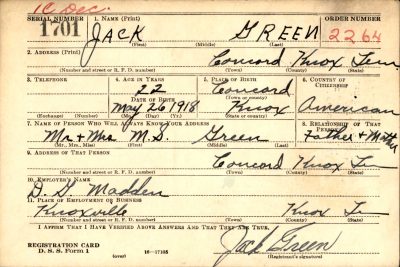 10 Dec.
SERIAL NUMBER 1. NAME (Print) ORDER NUMBER
1701 JACK GREEN 2264
(First) (Middle) (Last)
2. ADDRESS (Print)
Concord Knox Tenn
(Number and street or R. F. D. number) (Town) (County) (State)
3. TELEPHONE 4. AGE IN YEARS 5. PLACE OF BIRTH 6. COUNTRY OF CITIZENSHIP
22 Concord
DATE OF BIRTH (Town or county)
May 26 1918 Knox American
(Exchange) (Number) (Mo.) (Day) (Yr.) (State or country)
7. NAME OF PERSON WHO WILL ALWAYS KNOW YOUR ADDRESS 8. RELATIONSHIP OF THAT PERSON
Mr + Mrs M. S. Green Father + Mother
(Mr., Mrs., Miss) (First) (Middle) (Last)
9. ADDRESS OF THAT PERSON
Concord Knox T
(Number and street or R. F. D. number) (Town) (County) (State)
10. EMPLOYER'S NAME
D. G. Madden
11. PLACE OF EMPLOYMENT OR BUSINESS
Knoxville Knox T
(Number and street or R. F. D. number) (Town) (County) (State)
I AFFIRM THAT I HAVE VERIFIED ABOVE ANSWERS AND THAT THEY ARE TRUE.
REGISTRATION CARD
D. S. S. Form 1 16—17105 Jack Green
(Registrant's signature)